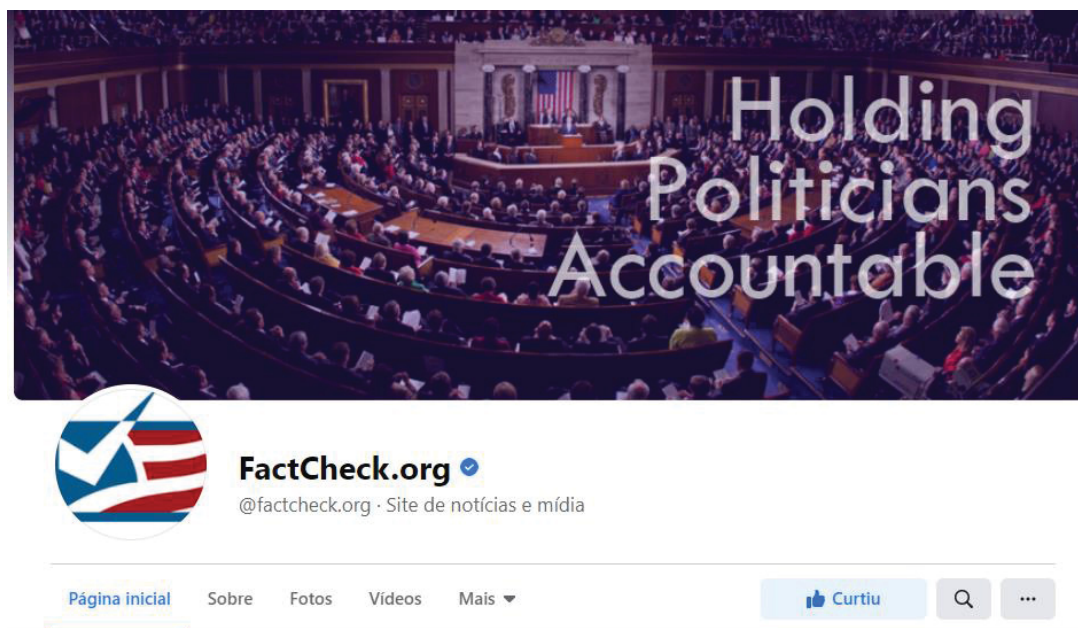 Holding
Politicians
Accountable
FactCheck.org
@factcheck.org · Site de notícias e mídia
Página inicial Sobre Fotos Vídeos Mais Curtiu